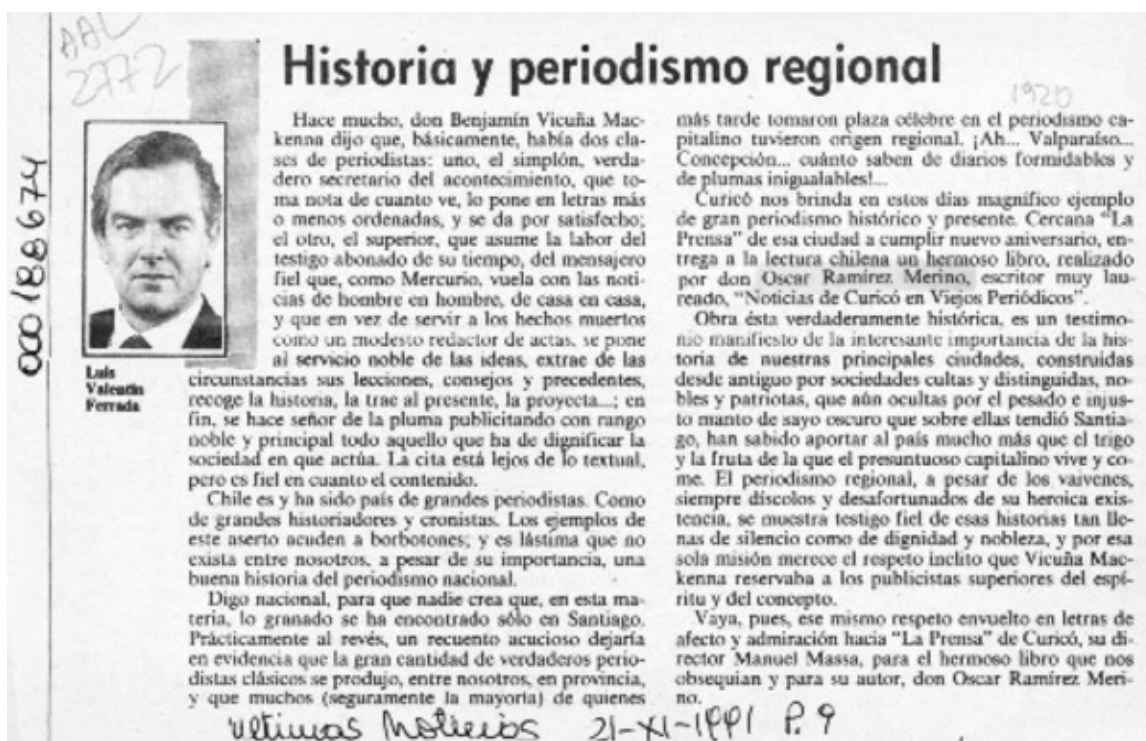 AAL
2772
Historia y periodismo regional
1920
000188674
Luis
Valentín
Ferrada
Hace mucho, don Benjamín Vicuña Mac-
kenna dijo que, básicamente, había dos cla-
ses de periodistas: uno, el simplón, verda-
dero secretario del acontecimiento, que to-
ma nota de cuanto ve, lo pone en letras más
o menos ordenadas, y se da por satisfecho;
el otro, el superior, que asume la labor del
testigo abonado de su tiempo, del mensajero
fiel que, como Mercurio, vuela con las noti-
cias de hombre en hombre, de casa en casa,
y que en vez de servir a los hechos muertos
como un modesto redactor de actas, se pone
al servicio noble de las ideas, extrae de las
circunstancias sus lecciones, consejos y precedentes,
recoge la historia, la trae al presente, la proyecta...; en
fin, se hace señor de la pluma publicitando con rango
noble y principal todo aquello que ha de dignificar la
sociedad en que actúa. La cita está lejos de lo textual,
pero es fiel en cuanto el contenido.
Chile es y ha sido país de grandes periodistas. Como
de grandes historiadores y cronistas. Los ejemplos de
este aserto acuden a borbotones; y es lástima que no
exista entre nosotros, a pesar de su importancia, una
buena historia del periodismo nacional.
Digo nacional, para que nadie crea que, en esta ma-
teria, lo granado se ha encontrado sólo en Santiago.
Prácticamente al revés, un recuento acucioso dejaría
en evidencia que la gran cantidad de verdaderos perio-
distas clásicos se produjo, entre nosotros, en provincia,
y que muchos (seguramente la mayoría) de quienes
más tarde tomaron plaza célebre en el periodismo ca-
pitalino tuvieron origen regional. ¡Ah... Valparaíso...
Concepción... cuánto saben de diarios formidables y
de plumas inigualables!...
Curicó nos brinda en estos días magnífico ejemplo
de gran periodismo histórico y presente. Cercana "La
Prensa" de esa ciudad a cumplir nuevo aniversario, en-
trega a la lectura chilena un hermoso libro, realizado
por don Oscar Ramírez Merino, escritor muy lau-
reado, "Noticias de Curicó en Viejos Periódicos".
Obra ésta verdaderamente histórica, es un testimo-
nio manifiesto de la interesante importancia de la his-
toria de nuestras principales ciudades, construidas
desde antiguo por sociedades cultas y distinguidas, no-
bles y patriotas, que aún ocultas por el pesado e injus-
to manto de sayo oscuro que sobre ellas tendió Santia-
go, han sabido aportar al país mucho más que el trigo
y la fruta de la que el presuntuoso capitalino vive y co-
me. El periodismo regional, a pesar de los vaivenes,
siempre díscolos y desafortunados de su heroica exis-
tencia, se muestra testigo fiel de esas historias tan lle-
nas de silencio como de dignidad y nobleza, y por esa
sola misión merece el respeto ínclito que Vicuña Mac-
kenna reservaba a los publicistas superiores del espí-
ritu y del concepto.
Vaya, pues, ese mismo respeto envuelto en letras de
afecto y admiración hacia "La Prensa" de Curicó, su di-
rector Manuel Massa, para el hermoso libro que nos
obsequian y para su autor, don Oscar Ramírez Meri-
no.
Ultimas Noticias 21-XI-1991 P. 9